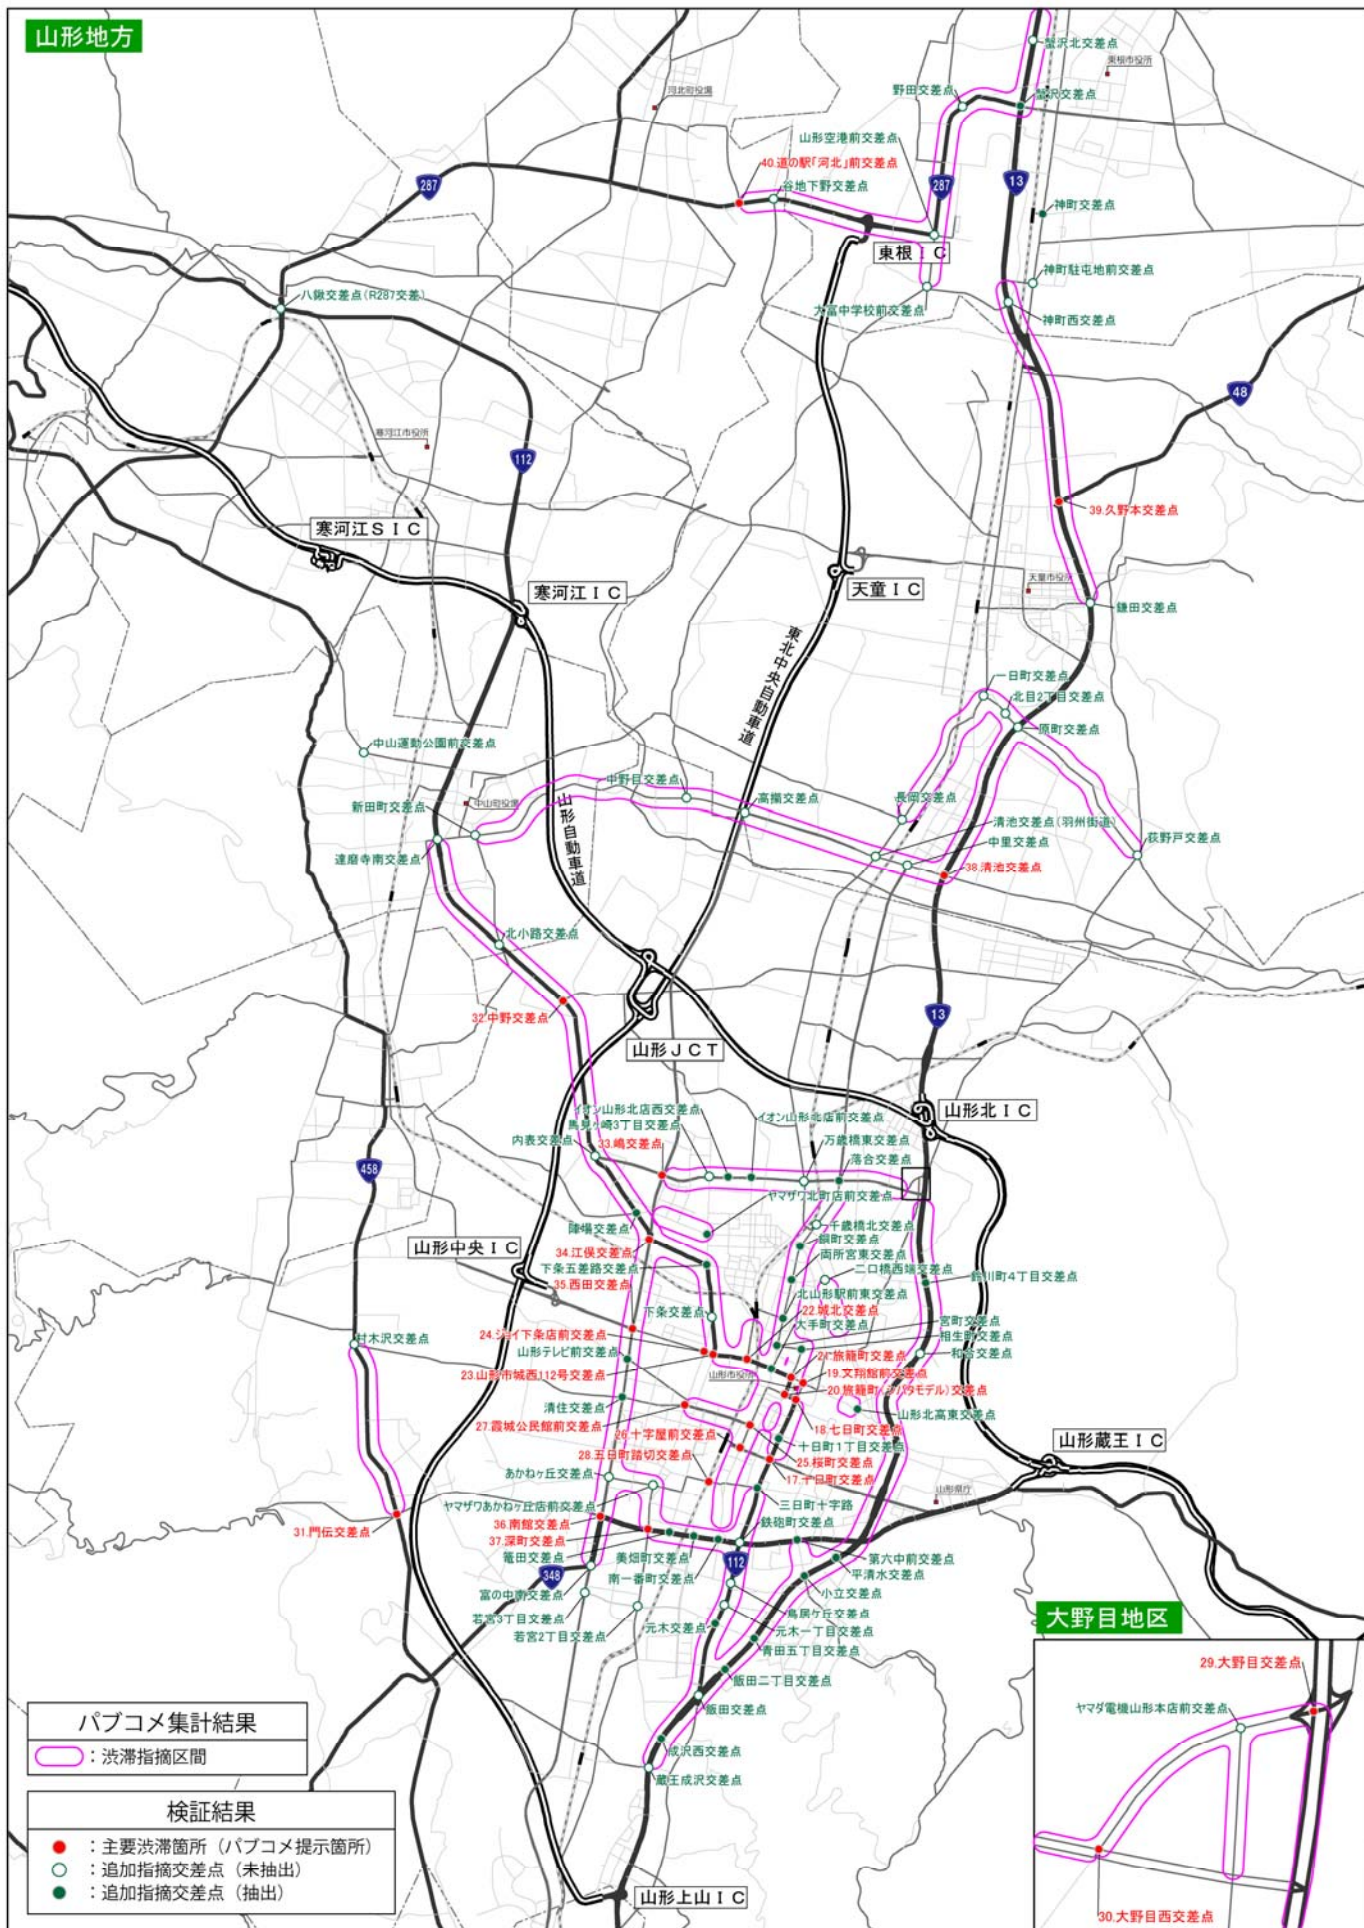 山形地方
蟹沢北交差点
東根市役所
河北町役場
野田交差点
蟹沢交差点
山形空港前交差点
40.道の駅「河北」前交差点
谷地下野交差点
287
287
13
神町交差点
東根IC
神町駐屯地前交差点
八鍬交差点(R287交差)
大富中学校前交差点
神町西交差点
48
寒河江市役所
112
39.久野本交差点
寒河江SIC
寒河江IC
天童IC
天童市役所
鎌田交差点
東北中央自動車道
一日町交差点
北目2丁目交差点
原町交差点
中山運動公園前交差点
中野目交差点
新田町交差点
中山町役場
山形自動車道
高擶交差点
長岡交差点
清池交差点(羽州街道)
中里交差点
荻野戸交差点
達磨寺南交差点
38.清池交差点
北小路交差点
32.中野交差点
13
山形JCT
イオン山形北店西交差点
イオン山形北店前交差点
山形北IC
馬見ヶ崎3丁目交差点
内表交差点
33.嶋交差点
万歳橋東交差点
落合交差点
458
ヤマザワ北町店前交差点
陣場交差点
千歳橋北交差点
銅町交差点
山形中央IC
34.江俣交差点
両所宮東交差点
下条五差路交差点
二口橋西端交差点
35.西田交差点
鈴川町4丁目交差点
北山形駅前東交差点
下条交差点
22.城北交差点
宮町交差点
大手町交差点
24.ジョイ下条店前交差点
相生町交差点
村木沢交差点
山形テレビ前交差点
21.旅籠町交差点
和合交差点
23.山形市城西112号交差点
山形市役所
19.文翔館前交差点
20.旅籠町(ツバタモデル)交差点
清住交差点
山形北高東交差点
27.霞城公民館前交差点
18.七日町交差点
26.十字屋前交差点
十日町1丁目交差点
山形蔵王IC
28.五日町踏切交差点
25.桜町交差点
あかねヶ丘交差点
17.十日町交差点
山形県庁
ヤマザワあかねヶ丘店前交差点
三日町十字路
31.門伝交差点
36.南館交差点
鉄砲町交差点
37.深町交差点
篭田交差点
美畑町交差点
112
第六中前交差点
348
南一番町交差点
平清水交差点
富の中南交差点
小立交差点
若宮3丁目交差点
鳥居ヶ丘交差点
大野目地区
元木交差点
元木一丁目交差点
若宮2丁目交差点
青田五丁目交差点
29.大野目交差点
飯田二丁目交差点
飯田交差点
ヤマダ電機山形本店前交差点
パブコメ集計結果
:渋滞指摘区間
成沢西交差点
蔵王成沢交差点
検証結果
:主要渋滞箇所(パブコメ提示箇所)
:追加指摘交差点(未抽出)
:追加指摘交差点(抽出)
山形上山IC
30.大野目西交差点